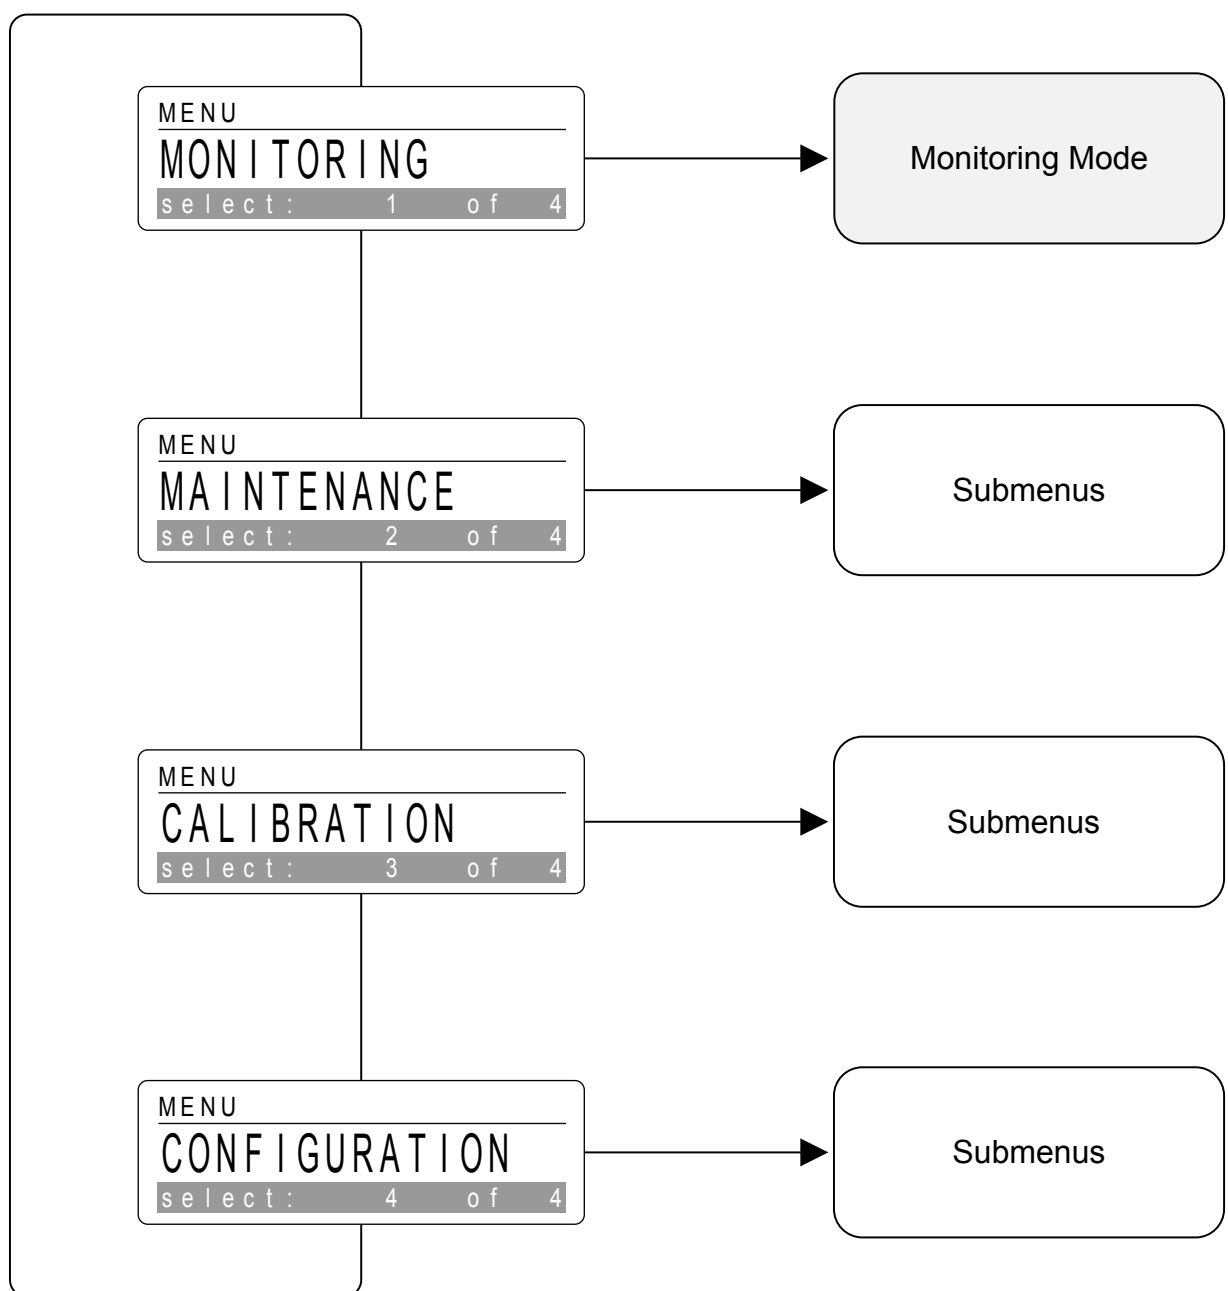 MENU
MONITORING
select: 1 of 4
Monitoring Mode
MENU
MAINTENANCE
select: 2 of 4
Submenus
MENU
CALIBRATION
select: 3 of 4
Submenus
MENU
CONFIGURATION
select: 4 of 4
Submenus